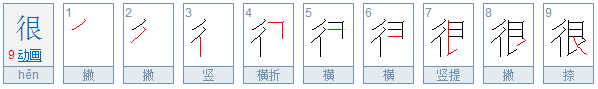 很 1 2 3 4 5 6 7 8 9
9 动画
hěn 撇 撇 竖 横折 横 横 竖提 撇 捺